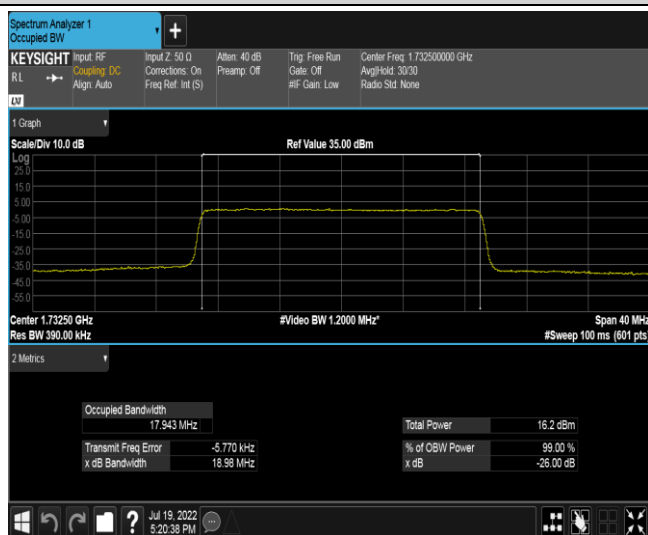 Spectrum Analyzer 1
Occupied BW
KEYSIGHT
R L
Input: RF
Coupling: DC
Align: Auto
Input Z: 50 Ω
Corrections: On
Freq Ref: Int (S)
Atten: 40 dB
Preamp: Off
Trig: Free Run
Gate: Off
#IF Gain: Low
Center Freq: 1.732500000 GHz
Avg|Hold: 30/30
Radio Std: None
LXI
1 Graph
Scale/Div 10.0 dB
Ref Value 35.00 dBm
Log
25.0
15.0
5.00
-5.00
-15.0
-25.0
-35.0
-45.0
-55.0
Center 1.73250 GHz
#Video BW 1.2000 MHz*
Span 40 MHz
Res BW 390.00 kHz
#Sweep 100 ms (601 pts)
2 Metrics
Occupied Bandwidth
17.943 MHz
Total Power 16.2 dBm
Transmit Freq Error -5.770 kHz
% of OBW Power 99.00 %
x dB Bandwidth 18.98 MHz
x dB -26.00 dB
?
Jul 19, 2022
5:20:38 PM